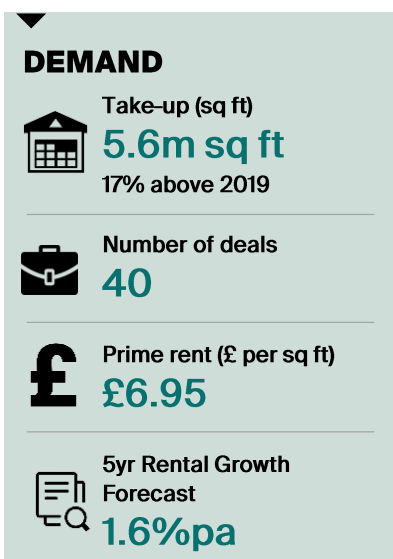 DEMAND
Take-up (sq ft)
5.6m sq ft
17% above 2019
Number of deals
40
£
Prime rent (£ per sq ft)
£6.95
5yr Rental Growth
Forecast
1.6%pa